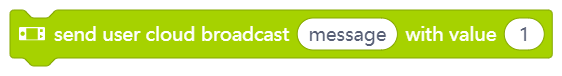 send user cloud broadcast message with value 1